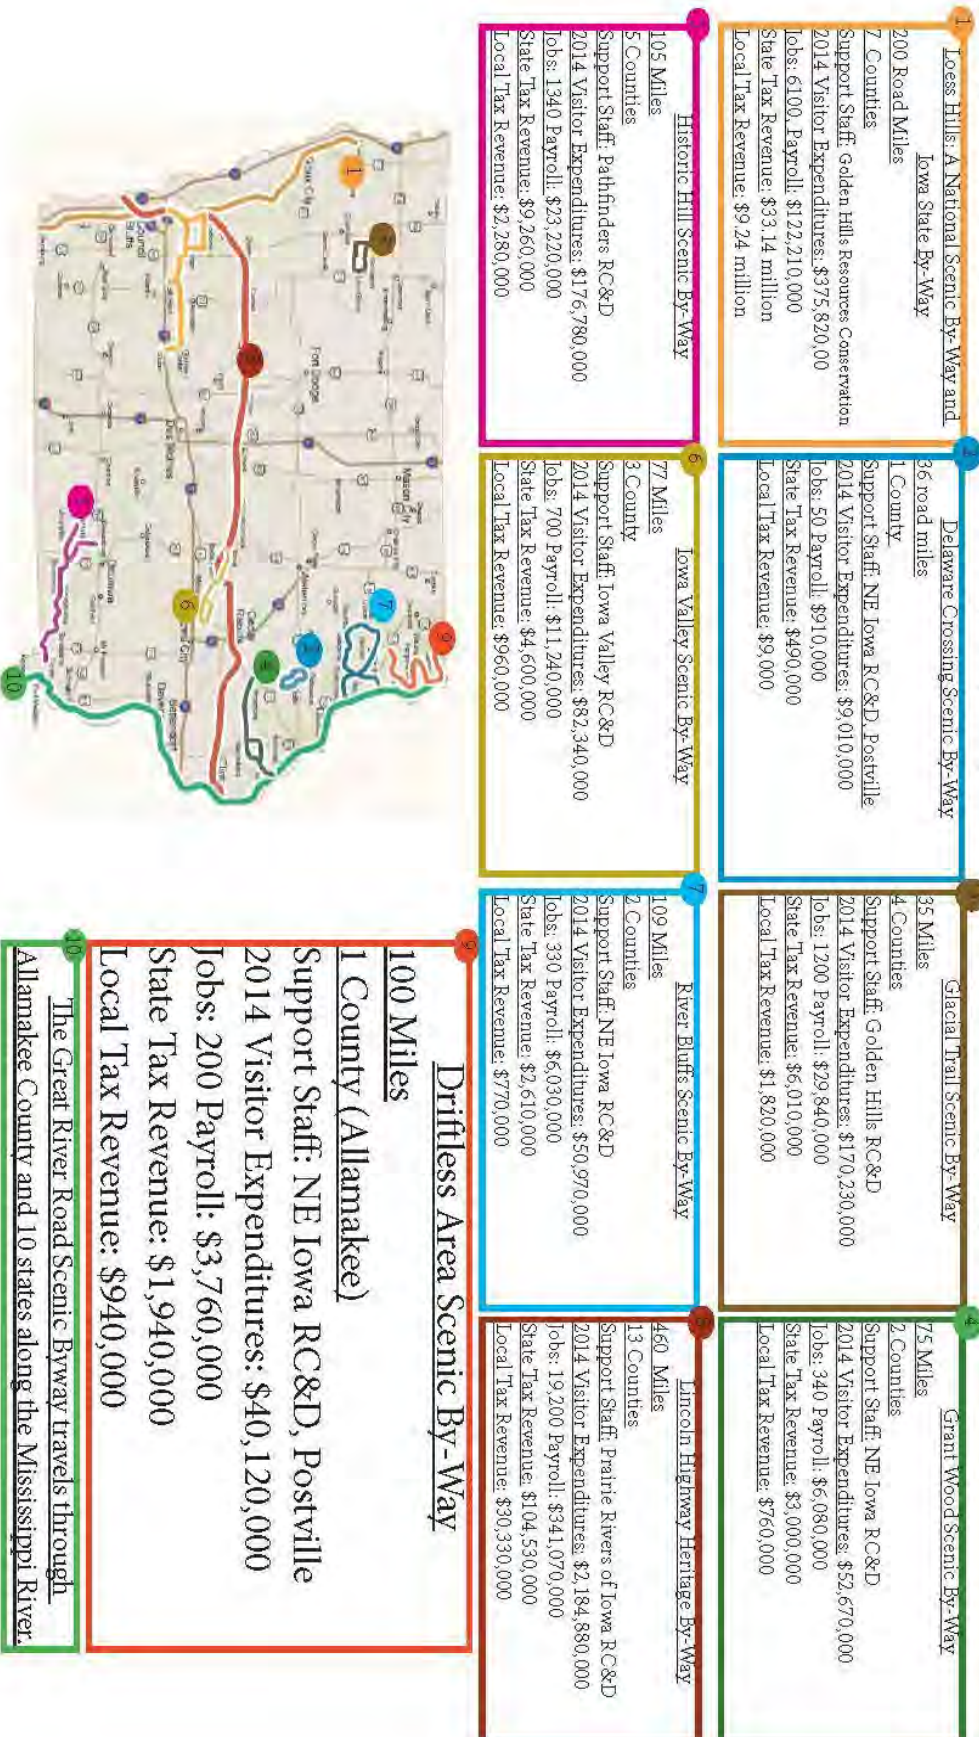 1
Loess Hills: A National Scenic By-Way and
Iowa State By-Way
200 Road Miles
7 Counties
Support Staff: Golden Hills Resources Conservation
2014 Visitor Expenditures: $375,820,00
Jobs: 6100, Payroll: $122,210,000
State Tax Revenue: $33.14 million
Local Tax Revenue: $9.24 million
Delaware Crossing Scenic By-Way
36 road miles
1 County
Support Staff: NE Iowa RC&D, Postville
2014 Visitor Expenditures: $9,010,000
Jobs: 50 Payroll: $910,000
State Tax Revenue: $490,000
Local Tax Revenue: $9,000
Glacial Trail Scenic By-Way
35 Miles
4 Counties
Support Staff: Golden Hills RC&D
2014 Visitor Expenditures: $170,230,000
Jobs: 1200 Payroll: $29,840,000
State Tax Revenue: $6,010,000
Local Tax Revenue: $1,820,000
4
Grant Wood Scenic By-Way
75 Miles
2 Counties
Support Staff: NE Iowa RC&D
2014 Visitor Expenditures: $52,670,000
Jobs: 340 Payroll: $6,080,000
State Tax Revenue: $3,000,000
Local Tax Revenue: $760,000
Historic Hill Scenic By-Way
105 Miles
5 Counties
Support Staff: Pathfinders RC&D
2014 Visitor Expenditures: $176,780,000
Jobs: 1340 Payroll: $23,220,000
State Tax Revenue: $9,260,000
Local Tax Revenue: $2,280,000
6
Iowa Valley Scenic By-Way
77 Miles
3 County
Support Staff: Iowa Valley RC&D
2014 Visitor Expenditures: $82,340,000
Jobs: 700 Payroll: $11,240,000
State Tax Revenue: $4,600,000
Local Tax Revenue: $960,000
7
River Bluffs Scenic By-Way
109 Miles
2 Counties
Support Staff: NE Iowa RC&D
2014 Visitor Expenditures: $50,970,000
Jobs: 330 Payroll: $6,030,000
State Tax Revenue: $2,610,000
Local Tax Revenue: $770,000
Lincoln Highway Heritage By-Way
460 Miles
13 Counties
Support Staff: Prairie Rivers of Iowa RC&D
2014 Visitor Expenditures: $2,184,880,000
Jobs: 19,200 Payroll: $341,070,000
State Tax Revenue: $104,530,000
Local Tax Revenue: $30,330,000
1
Fort Dodge
Mason City
Council Bluffs
Des Moines
Cedar Rapids
Davenport
6
7
10
9
Driftless Area Scenic By-Way
100 Miles
1 County (Allamakee)
Support Staff: NE Iowa RC&D, Postville
2014 Visitor Expenditures: $40,120,000
Jobs: 200 Payroll: $3,760,000
State Tax Revenue: $1,940,000
Local Tax Revenue: $940,000
10
The Great River Road Scenic Byway travels through
Allamakee County and 10 states along the Mississippi River.